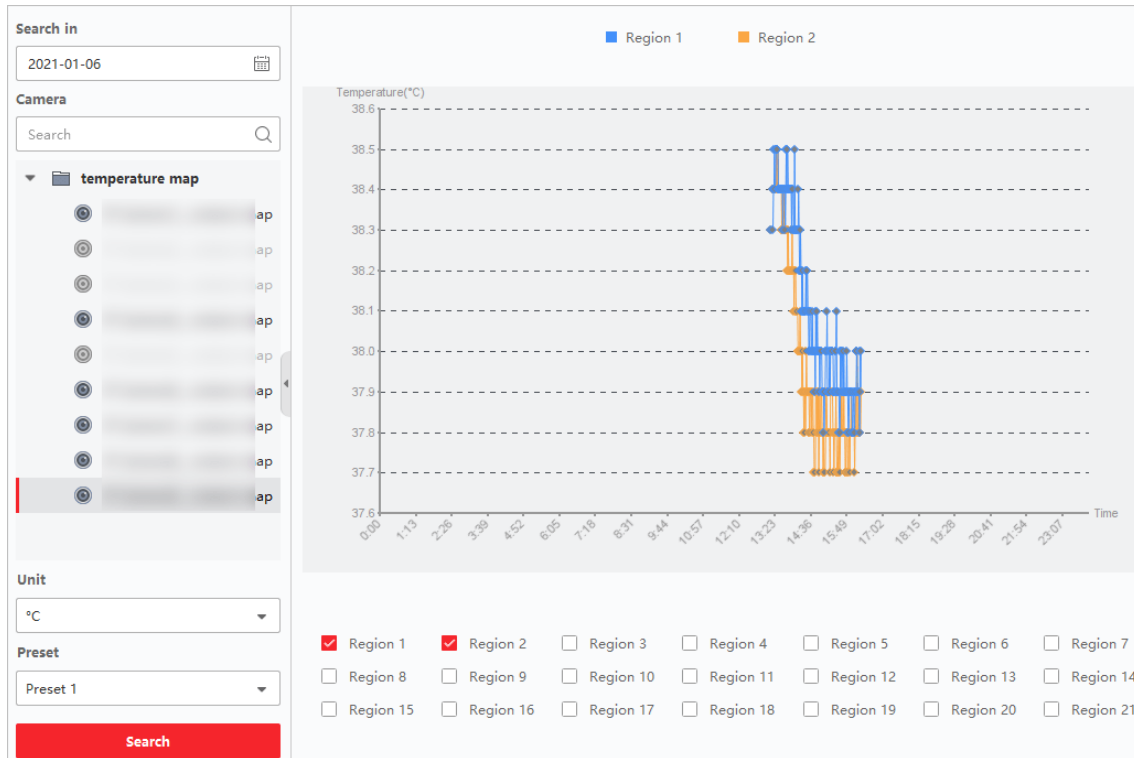 Search in
2021-01-06
Camera
Search
temperature map
ap
ap
ap
ap
ap
ap
ap
ap
ap
Unit
°C
Preset
Preset 1
Search
Region 1 Region 2
Temperature(°C)
38.6
38.5
38.4
38.3
38.2
38.1
38.0
37.9
37.8
37.7
37.6
0:00 1:13 2:26 3:39 4:52 6:05 7:18 8:31 9:44 10:57 12:10 13:23 14:36 15:49 17:02 18:15 19:28 20:41 21:54 23:07 Time
Region 1 Region 2 Region 3 Region 4 Region 5 Region 6 Region 7
Region 8 Region 9 Region 10 Region 11 Region 12 Region 13 Region 14
Region 15 Region 16 Region 17 Region 18 Region 19 Region 20 Region 21